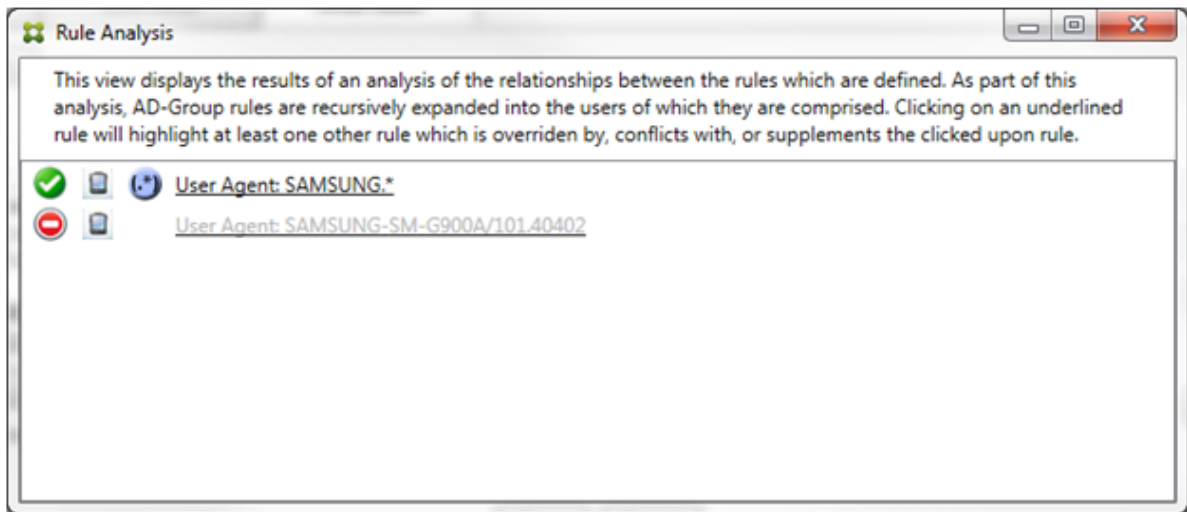 Rule Analysis
This view displays the results of an analysis of the relationships between the rules which are defined. As part of this
analysis, AD-Group rules are recursively expanded into the users of which they are comprised. Clicking on an underlined
rule will highlight at least one other rule which is overriden by, conflicts with, or supplements the clicked upon rule.
(.*) User Agent: SAMSUNG.*
User Agent: SAMSUNG-SM-G900A/101.40402